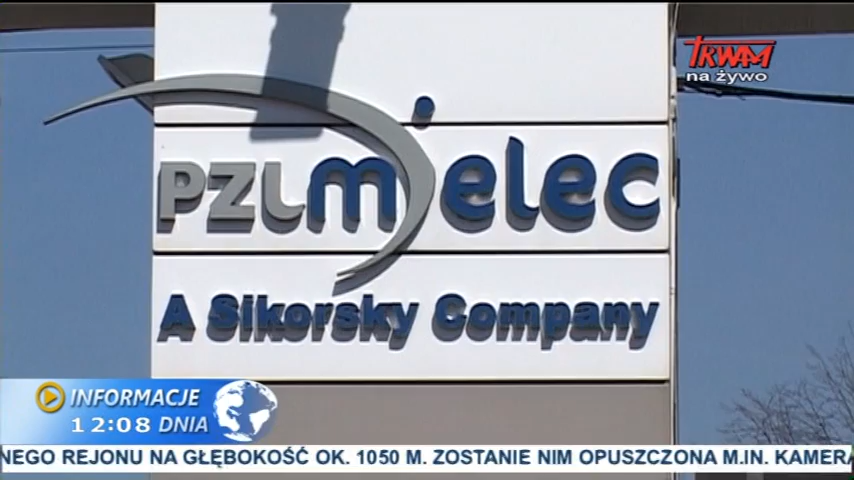 TRWAM
na żywo
PZL mielec
A Sikorsky Company
INFORMACJE
12:08 DNIA
NEGO REJONU NA GŁĘBOKOŚĆ OK. 1050 M. ZOSTANIE NIM OPUSZCZONA M.IN. KAMERA